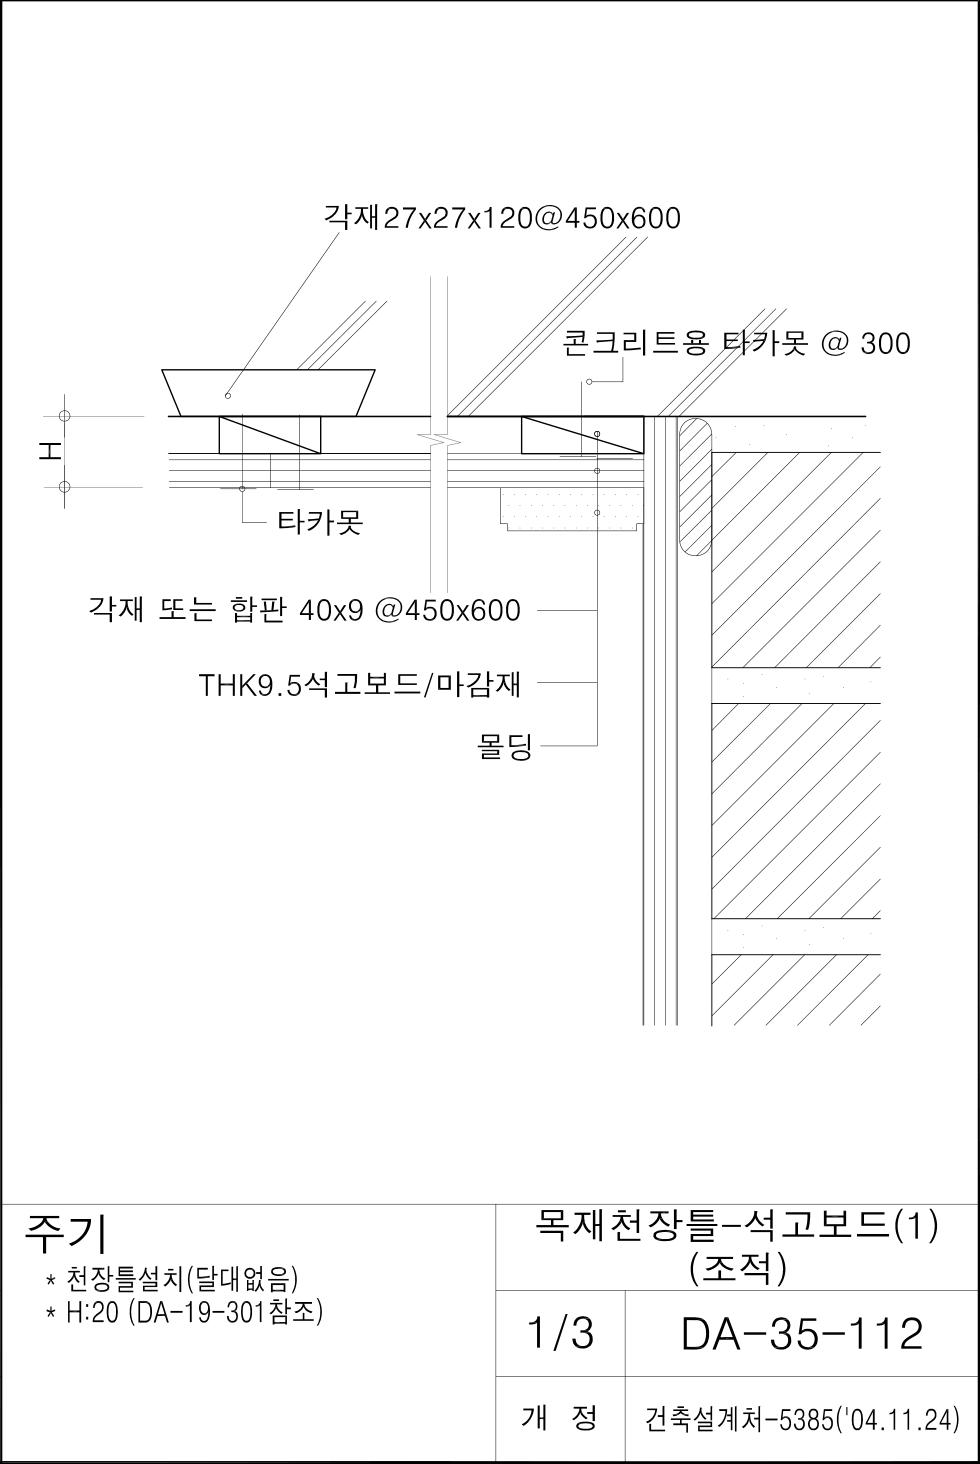 각재27x27x120@450x600
콘크리트용 타카못 @ 300
H
타카못
각재 또는 합판 40x9 @450x600
THK9.5석고보드/마감재
몰딩
주기
* 천장틀설치(달대없음)
* H:20 (DA-19-301참조)
목재천장틀-석고보드(1)
(조적)
1/3
DA-35-112
개 정
건축설계처-5385('04.11.24)